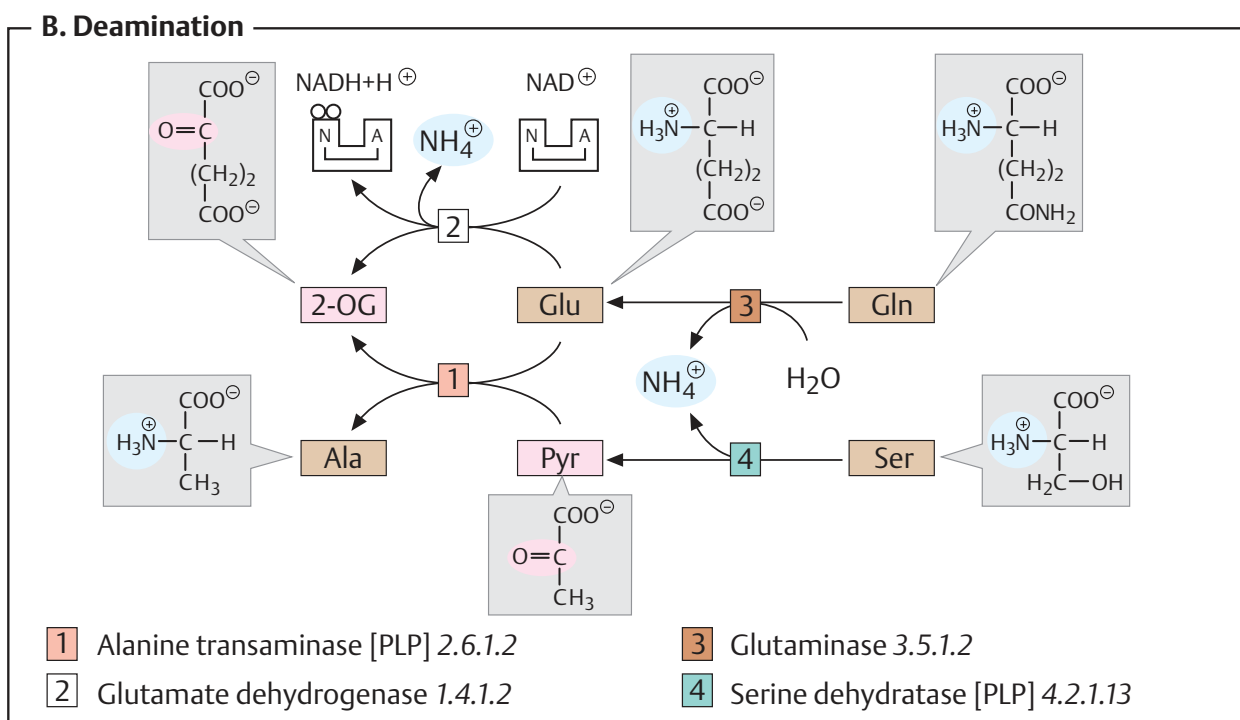 B. Deamination
NADH+H⊕
NAD⊕
COO⊖
O=C
(CH₂)₂
COO⊖
N A
NH₄⊕
N A
COO⊖
H₃N⊕–C–H
(CH₂)₂
COO⊖
COO⊖
H₃N⊕–C–H
(CH₂)₂
CONH₂
2
2-OG
Glu
3
Gln
1
NH₄⊕
H₂O
COO⊖
H₃N⊕–C–H
CH₃
Ala
Pyr
4
Ser
COO⊖
H₃N⊕–C–H
H₂C–OH
COO⊖
O=C
CH₃
1 Alanine transaminase [PLP] 2.6.1.2
2 Glutamate dehydrogenase 1.4.1.2
3 Glutaminase 3.5.1.2
4 Serine dehydratase [PLP] 4.2.1.13